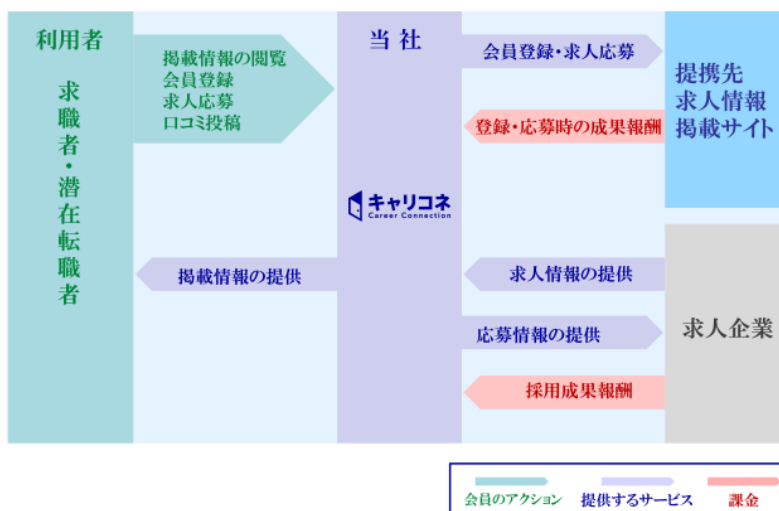 利用者
求職者・潜在転職者
掲載情報の閲覧
会員登録
求人応募
口コミ投稿
掲載情報の提供
当社
キャリコネ
Career Connection
会員登録・求人応募
登録・応募時の成果報酬
求人情報の提供
応募情報の提供
採用成果報酬
提携先
求人情報
掲載サイト
求人企業
会員のアクション
提供するサービス
課金